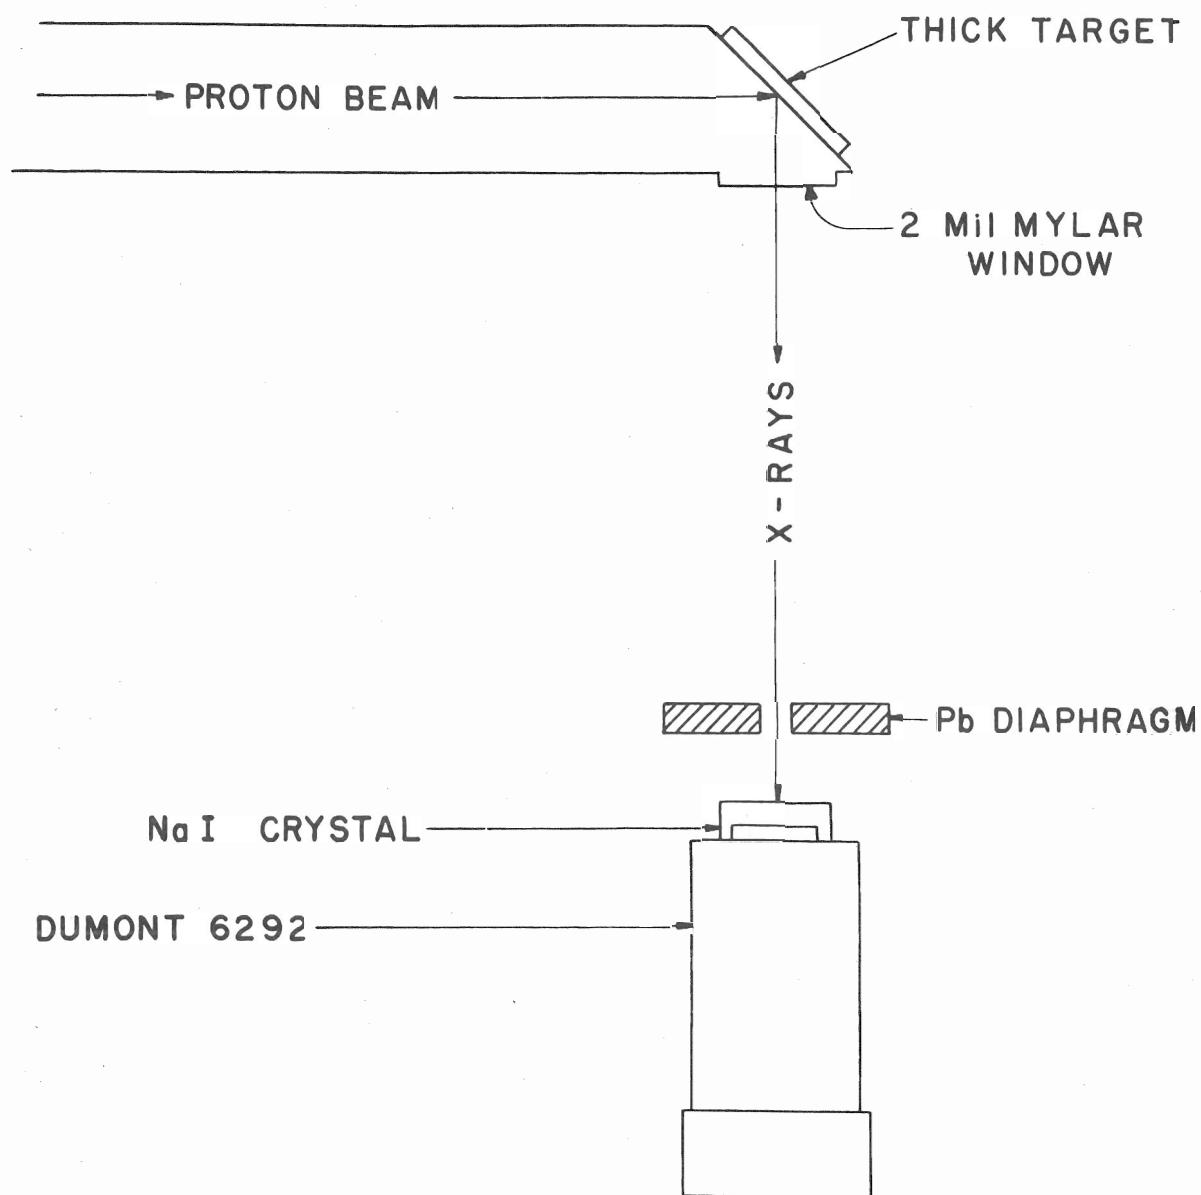 THICK TARGET
PROTON BEAM
2 Mil MYLAR
WINDOW
X-RAYS
Pb DIAPHRAGM
NaI CRYSTAL
DUMONT 6292